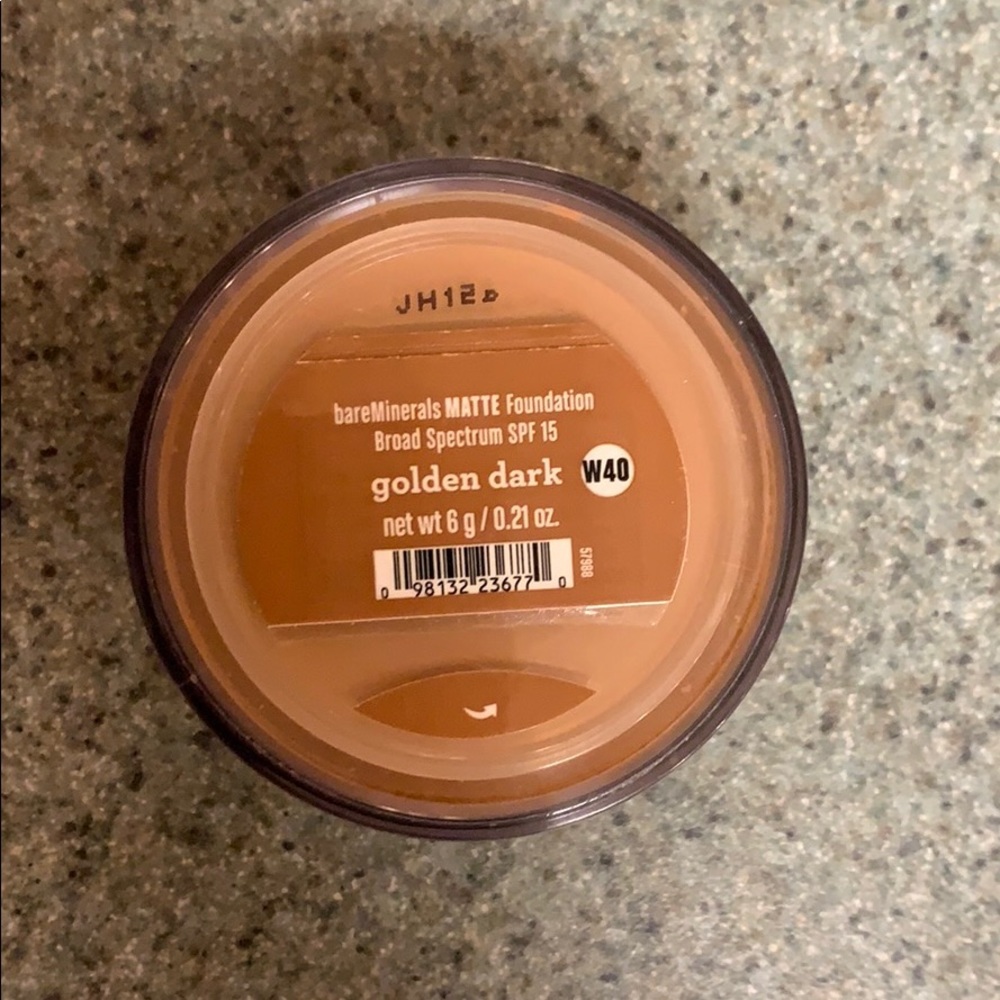 bareMinerals MATTE Foundation
Broad Spectrum SPF 15
golden dark W40
net wt 6 g / 0.21 oz.
57988
0 98132 23677 0